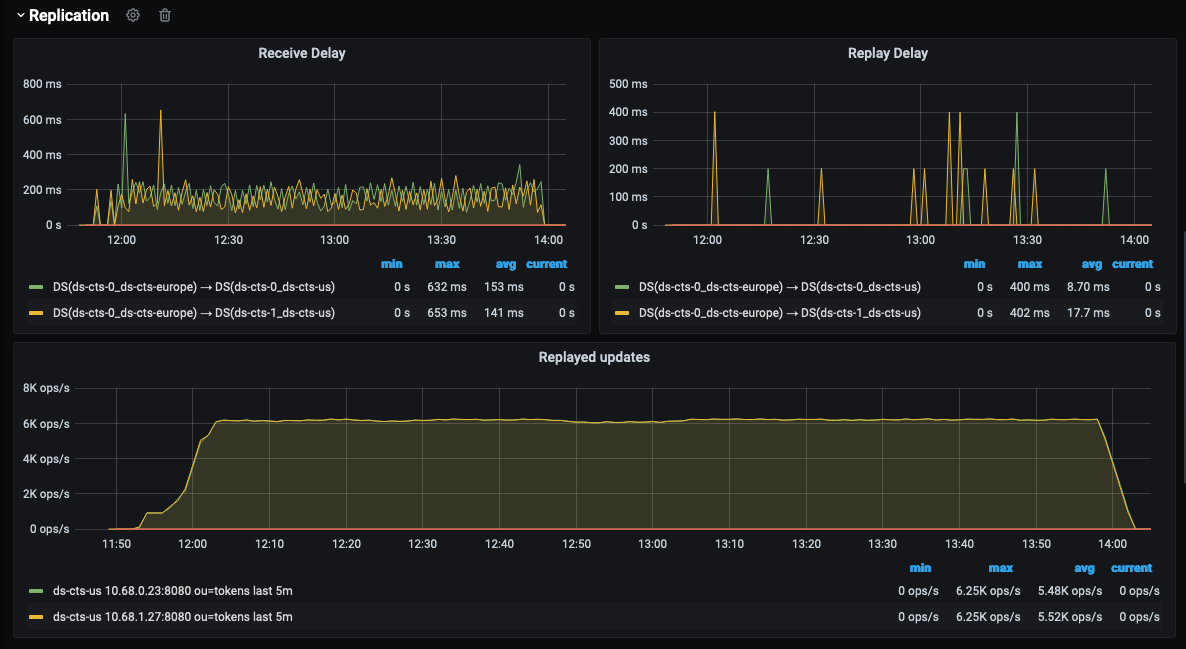 Replication
Receive Delay
800 ms
600 ms
400 ms
200 ms
0 s
12:00 12:30 13:00 13:30 14:00
min max avg current
DS(ds-cts-0_ds-cts-europe) → DS(ds-cts-0_ds-cts-us) 0 s 632 ms 153 ms 0 s
DS(ds-cts-0_ds-cts-europe) → DS(ds-cts-1_ds-cts-us) 0 s 653 ms 141 ms 0 s
Replay Delay
500 ms
400 ms
300 ms
200 ms
100 ms
0 s
12:00 12:30 13:00 13:30 14:00
min max avg current
DS(ds-cts-0_ds-cts-europe) → DS(ds-cts-0_ds-cts-us) 0 s 400 ms 8.70 ms 0 s
DS(ds-cts-0_ds-cts-europe) → DS(ds-cts-1_ds-cts-us) 0 s 402 ms 17.7 ms 0 s
Replayed updates
8K ops/s
6K ops/s
4K ops/s
2K ops/s
0 ops/s
11:50 12:00 12:10 12:20 12:30 12:40 12:50 13:00 13:10 13:20 13:30 13:40 13:50 14:00
min max avg current
ds-cts-us 10.68.0.23:8080 ou=tokens last 5m 0 ops/s 6.25K ops/s 5.48K ops/s 0 ops/s
ds-cts-us 10.68.1.27:8080 ou=tokens last 5m 0 ops/s 6.25K ops/s 5.52K ops/s 0 ops/s